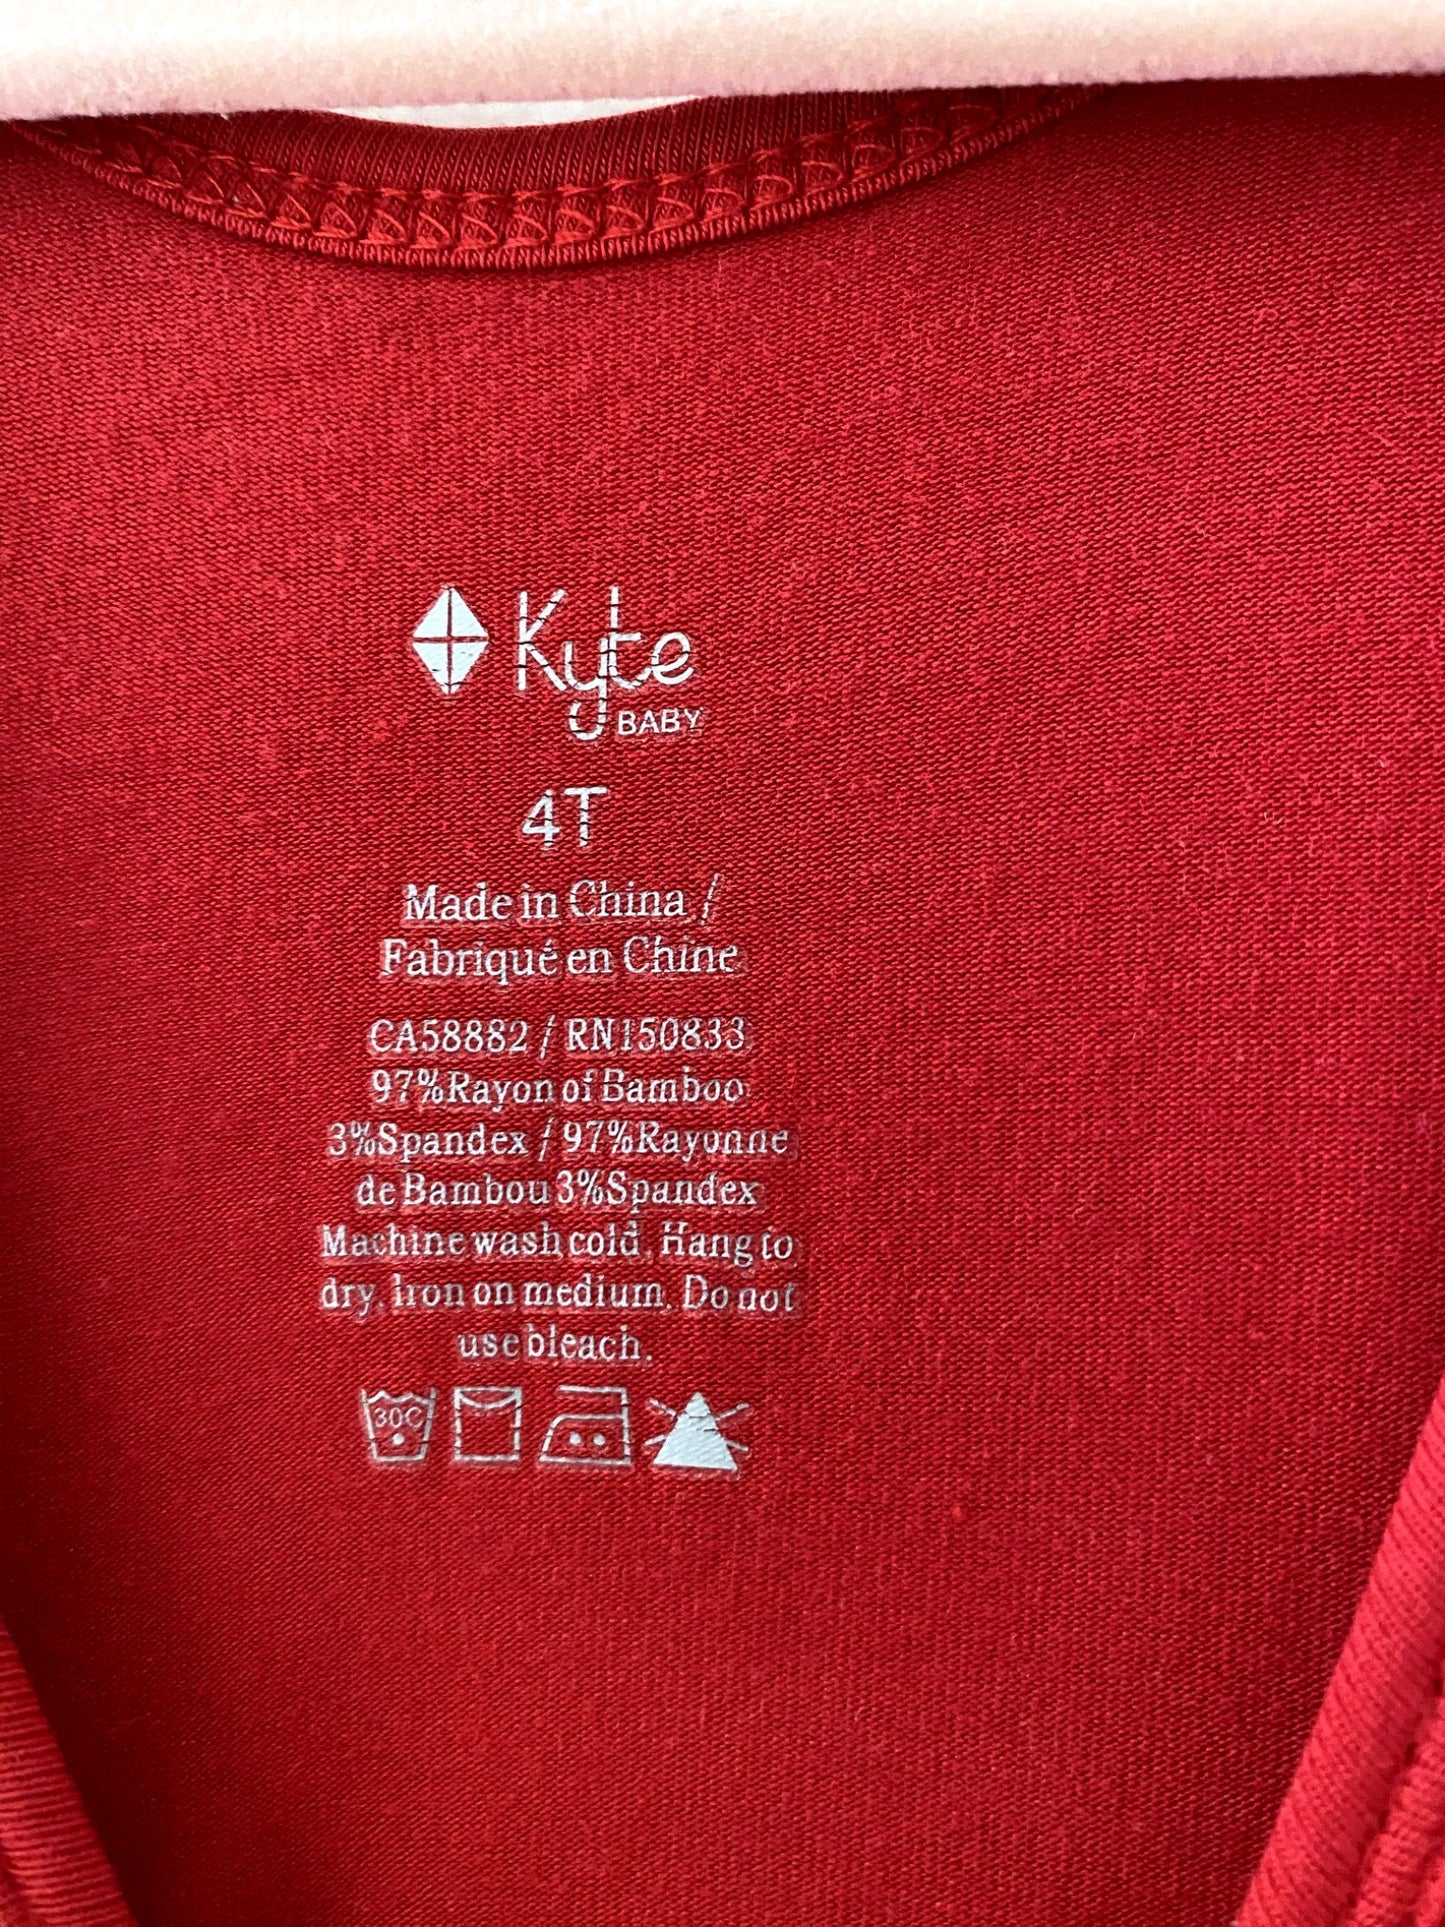 Kyte
BABY
4T
Made in China /
Fabriqué en Chine
CA58882 / RN150833
97%Rayon of Bamboo
3%Spandex / 97%Rayonne
de Bambou 3%Spandex
Machine wash cold. Hang to
dry. Iron on medium. Do not
use bleach.
30C